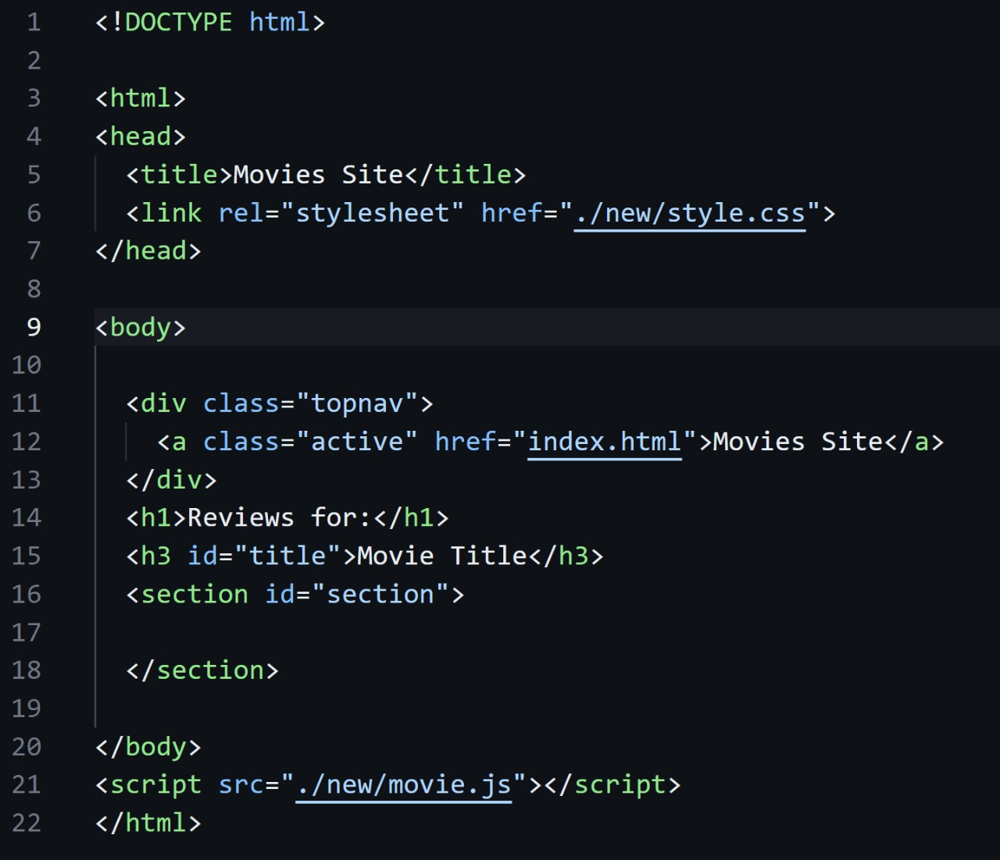 1 <!DOCTYPE html>
2
3 <html>
4 <head>
5   <title>Movies Site</title>
6   <link rel="stylesheet" href="./new/style.css">
7 </head>
8
9 <body>
10
11   <div class="topnav">
12     <a class="active" href="index.html">Movies Site</a>
13   </div>
14   <h1>Reviews for:</h1>
15   <h3 id="title">Movie Title</h3>
16   <section id="section">
17
18   </section>
19
20 </body>
21 <script src="./new/movie.js"></script>
22 </html>